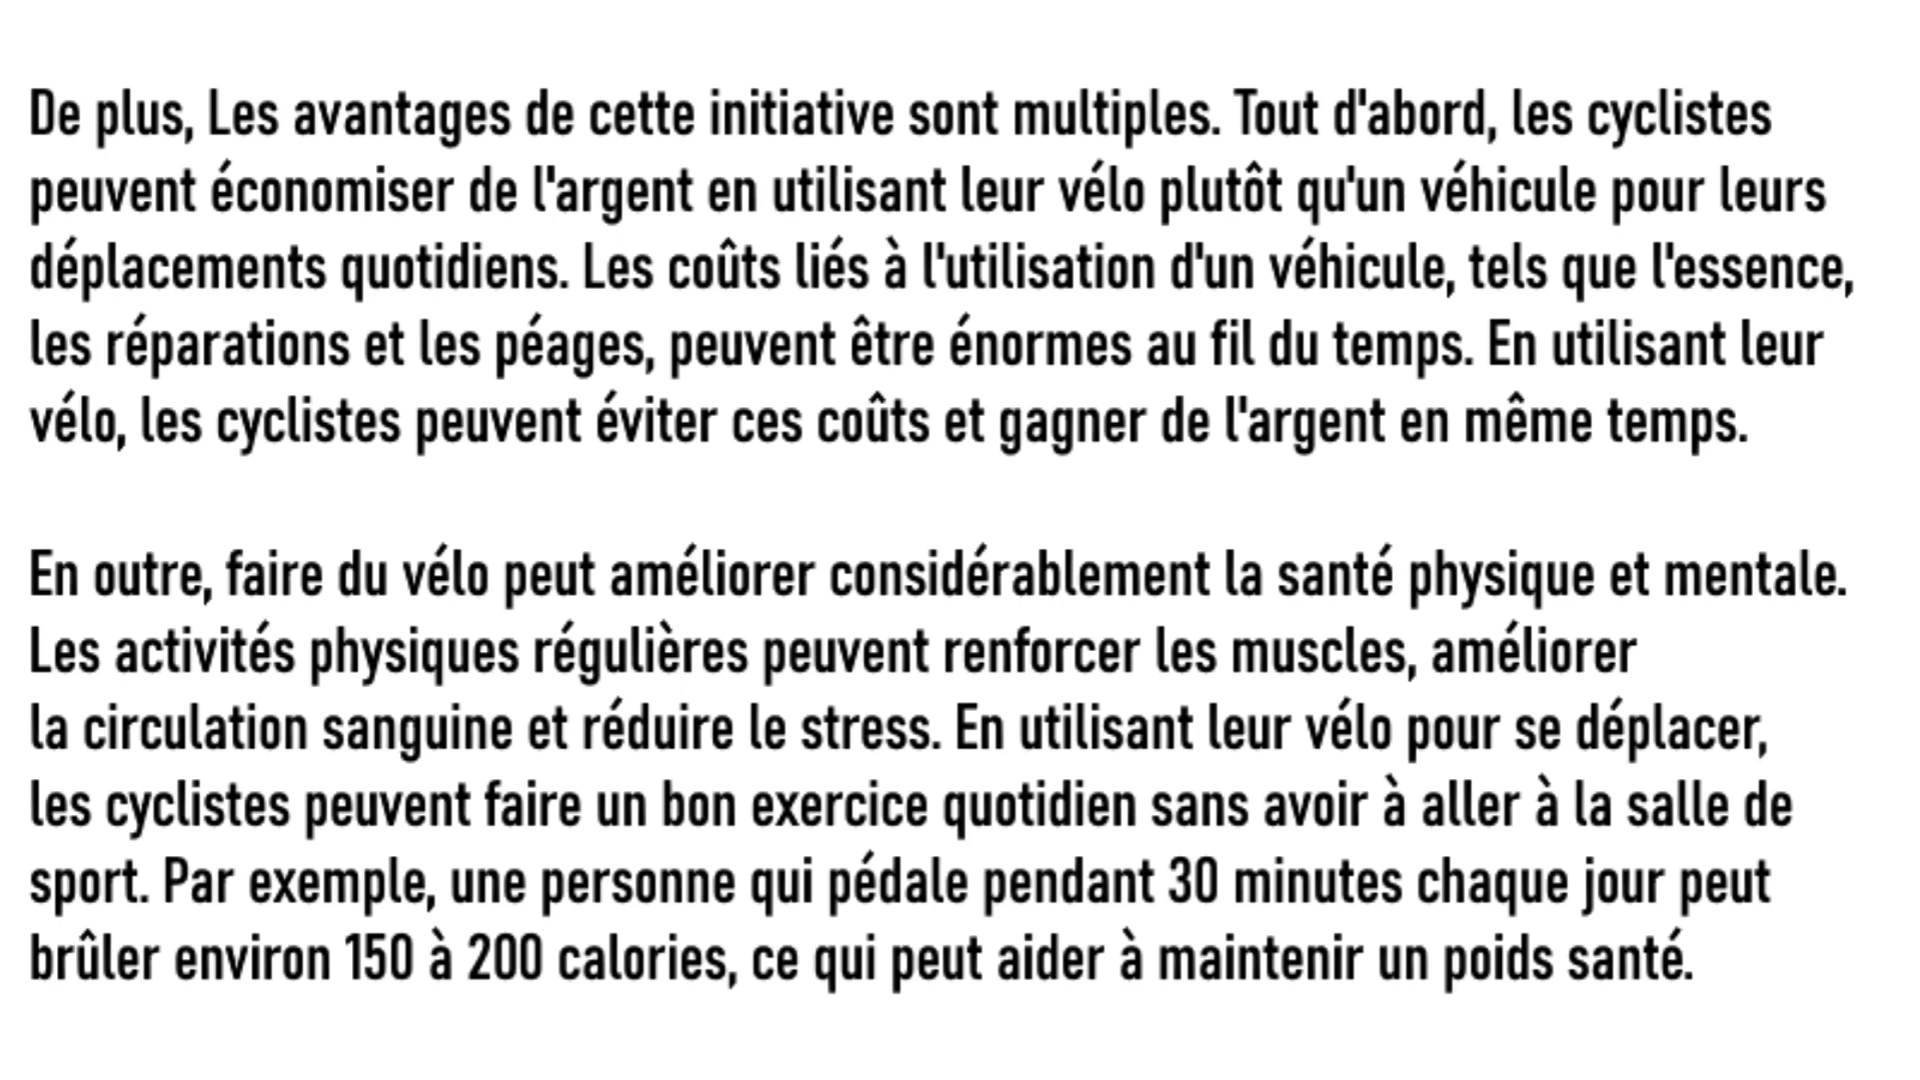 De plus, Les avantages de cette initiative sont multiples. Tout d'abord, les cyclistes
peuvent économiser de l'argent en utilisant leur vélo plutôt qu'un véhicule pour leurs
déplacements quotidiens. Les coûts liés à l'utilisation d'un véhicule, tels que l'essence,
les réparations et les péages, peuvent être énormes au fil du temps. En utilisant leur
vélo, les cyclistes peuvent éviter ces coûts et gagner de l'argent en même temps.
En outre, faire du vélo peut améliorer considérablement la santé physique et mentale.
Les activités physiques régulières peuvent renforcer les muscles, améliorer
la circulation sanguine et réduire le stress. En utilisant leur vélo pour se déplacer,
les cyclistes peuvent faire un bon exercice quotidien sans avoir à aller à la salle de
sport. Par exemple, une personne qui pédale pendant 30 minutes chaque jour peut
brûler environ 150 à 200 calories, ce qui peut aider à maintenir un poids santé.